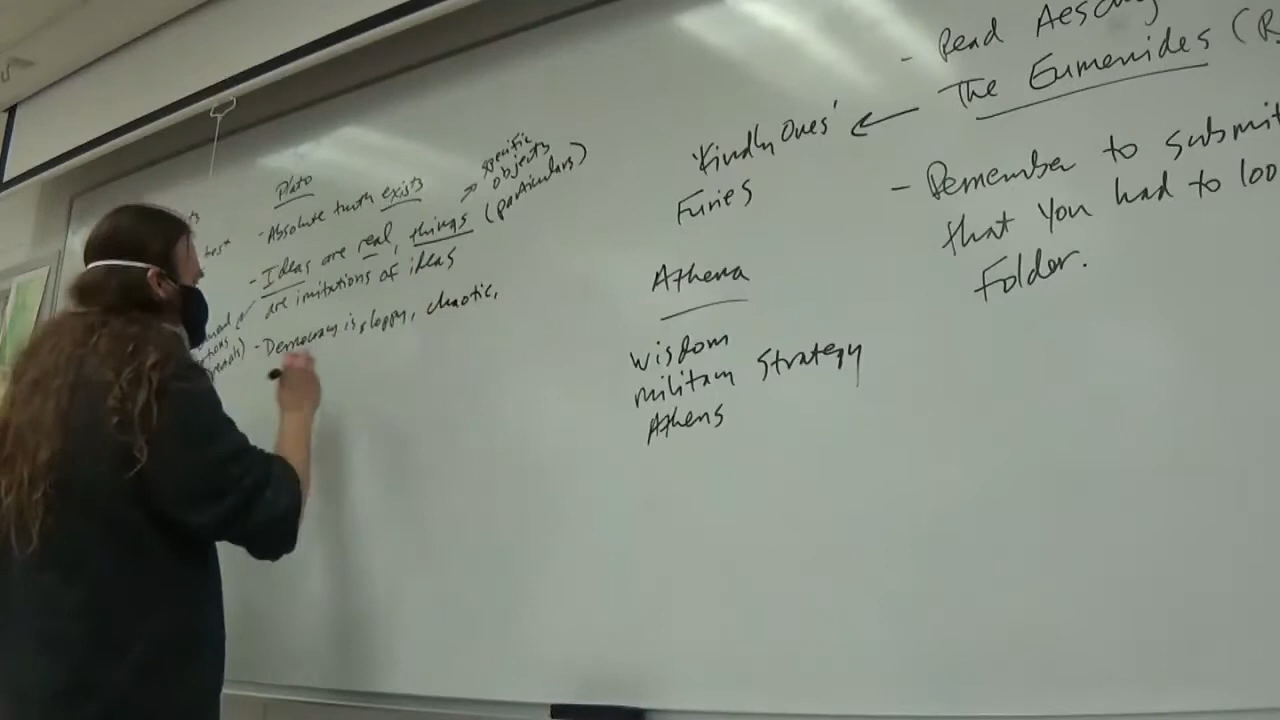 Plato
- Absolute truth exists
- Ideas are real, things (particulars)
specific
objects
are imitations of ideas
- Democracy is sloppy, chaotic,
'Kindly Ones'
Furies
Athena
wisdom
military strategy
Athens
- Read
The Eumenides (R
- Remember to submit
that you had to
Folder.